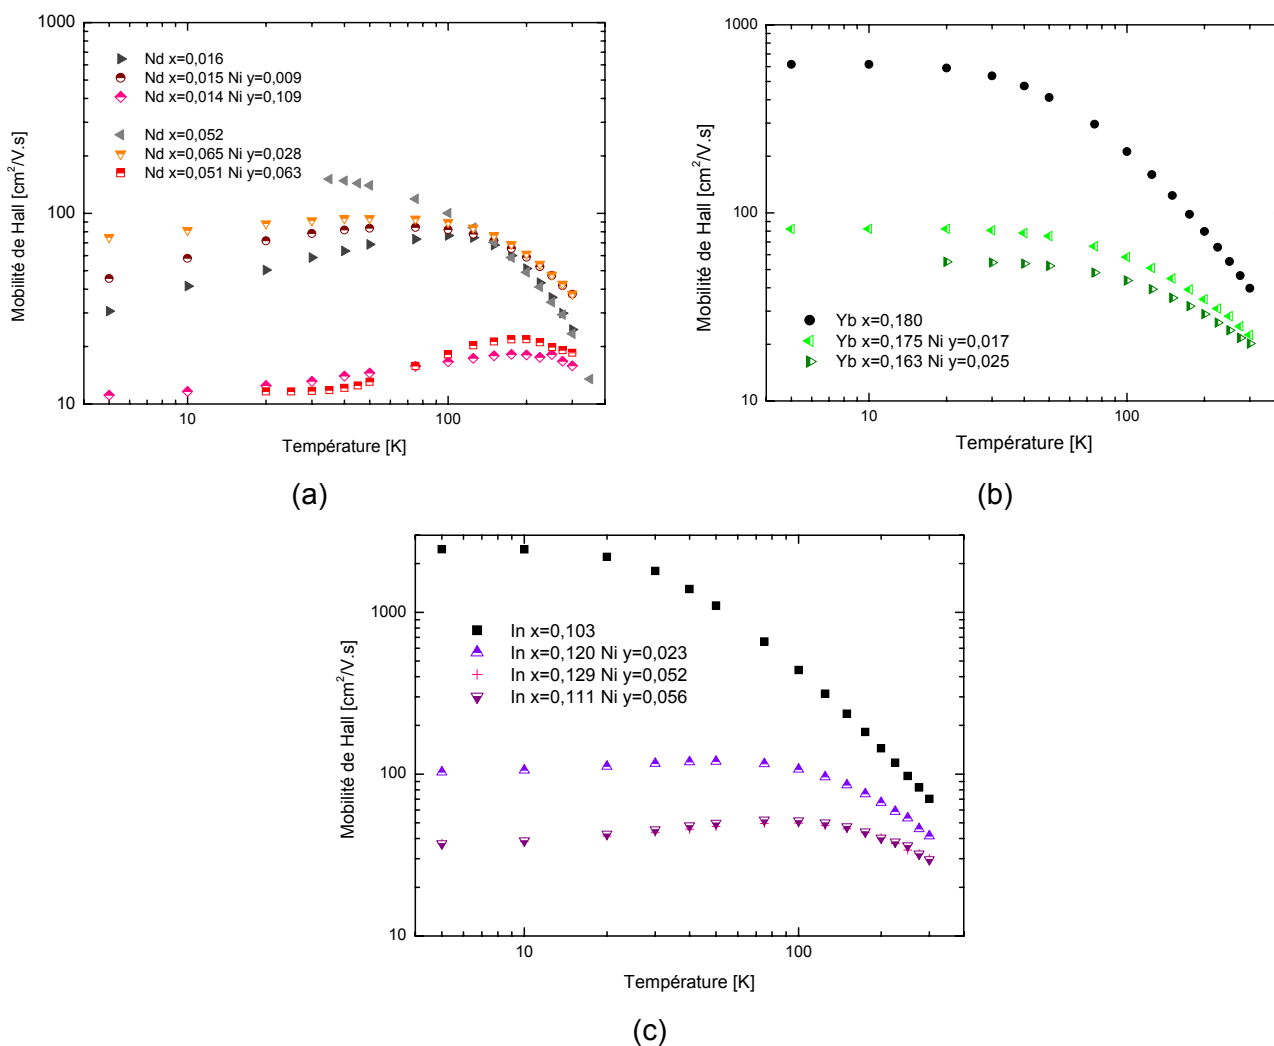 1000
100
10
Mobilité de Hall [cm²/V.s]
Nd x=0,016
Nd x=0,015 Ni y=0,009
Nd x=0,014 Ni y=0,109
Nd x=0,052
Nd x=0,065 Ni y=0,028
Nd x=0,051 Ni y=0,063
10 100
Température [K]
(a)
1000
100
10
Mobilité de Hall [cm²/V.s]
Yb x=0,180
Yb x=0,175 Ni y=0,017
Yb x=0,163 Ni y=0,025
10 100
Température [K]
(b)
1000
100
10
Mobilité de Hall [cm²/V.s]
In x=0,103
In x=0,120 Ni y=0,023
In x=0,129 Ni y=0,052
In x=0,111 Ni y=0,056
10 100
Température [K]
(c)